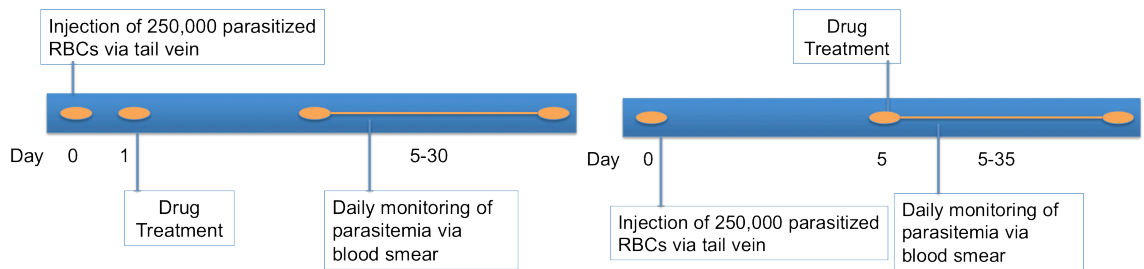 Injection of 250,000 parasitized
RBCs via tail vein
Day 0 1 5-30
Drug
Treatment
Daily monitoring of
parasitemia via
blood smear
Drug
Treatment
Day 0 5 5-35
Injection of 250,000 parasitized
RBCs via tail vein
Daily monitoring of
parasitemia via
blood smear